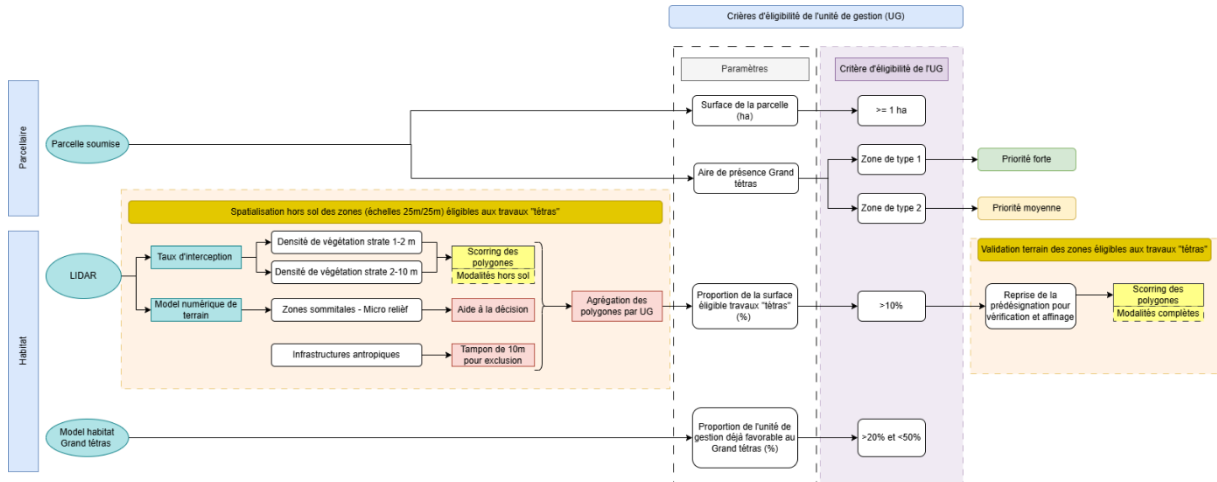 Crières d'éligibilité de l'unité de gestion (UG)
Paramètres
Critère d'éligibilité de l'UG
Parcellaire
Parcelle soumise
Surface de la parcelle
(ha)
>= 1 ha
Aire de présence Grand
tétras
Zone de type 1
Priorité forte
Zone de type 2
Priorité moyenne
Habitat
Spatialisation hors sol des zones (échelles 25m/25m) éligibles aux travaux "tétras"
LIDAR
Taux d'interception
Densité de végétation strate 1-2 m
Densité de végétation strate 2-10 m
Scorring des
polygones
Modalités hors sol
Model numérique de
terrain
Zones sommitales - Micro reliéf
Aide à la décision
Infrastructures antropiques
Tampon de 10m
pour exclusion
Agrégation des
polygones par UG
Proportion de la surface
éligible travaux "tétras"
(%)
>10%
Validation terrain des zones éligibles aux travaux "tétras"
Reprise de la
prédésignation pour
vérification et affinage
Scorring des
polygones
Modalités complètes
Model habitat
Grand tétras
Proportion de l'unité de
gestion déjà favorable au
Grand tétras (%)
>20% et <50%